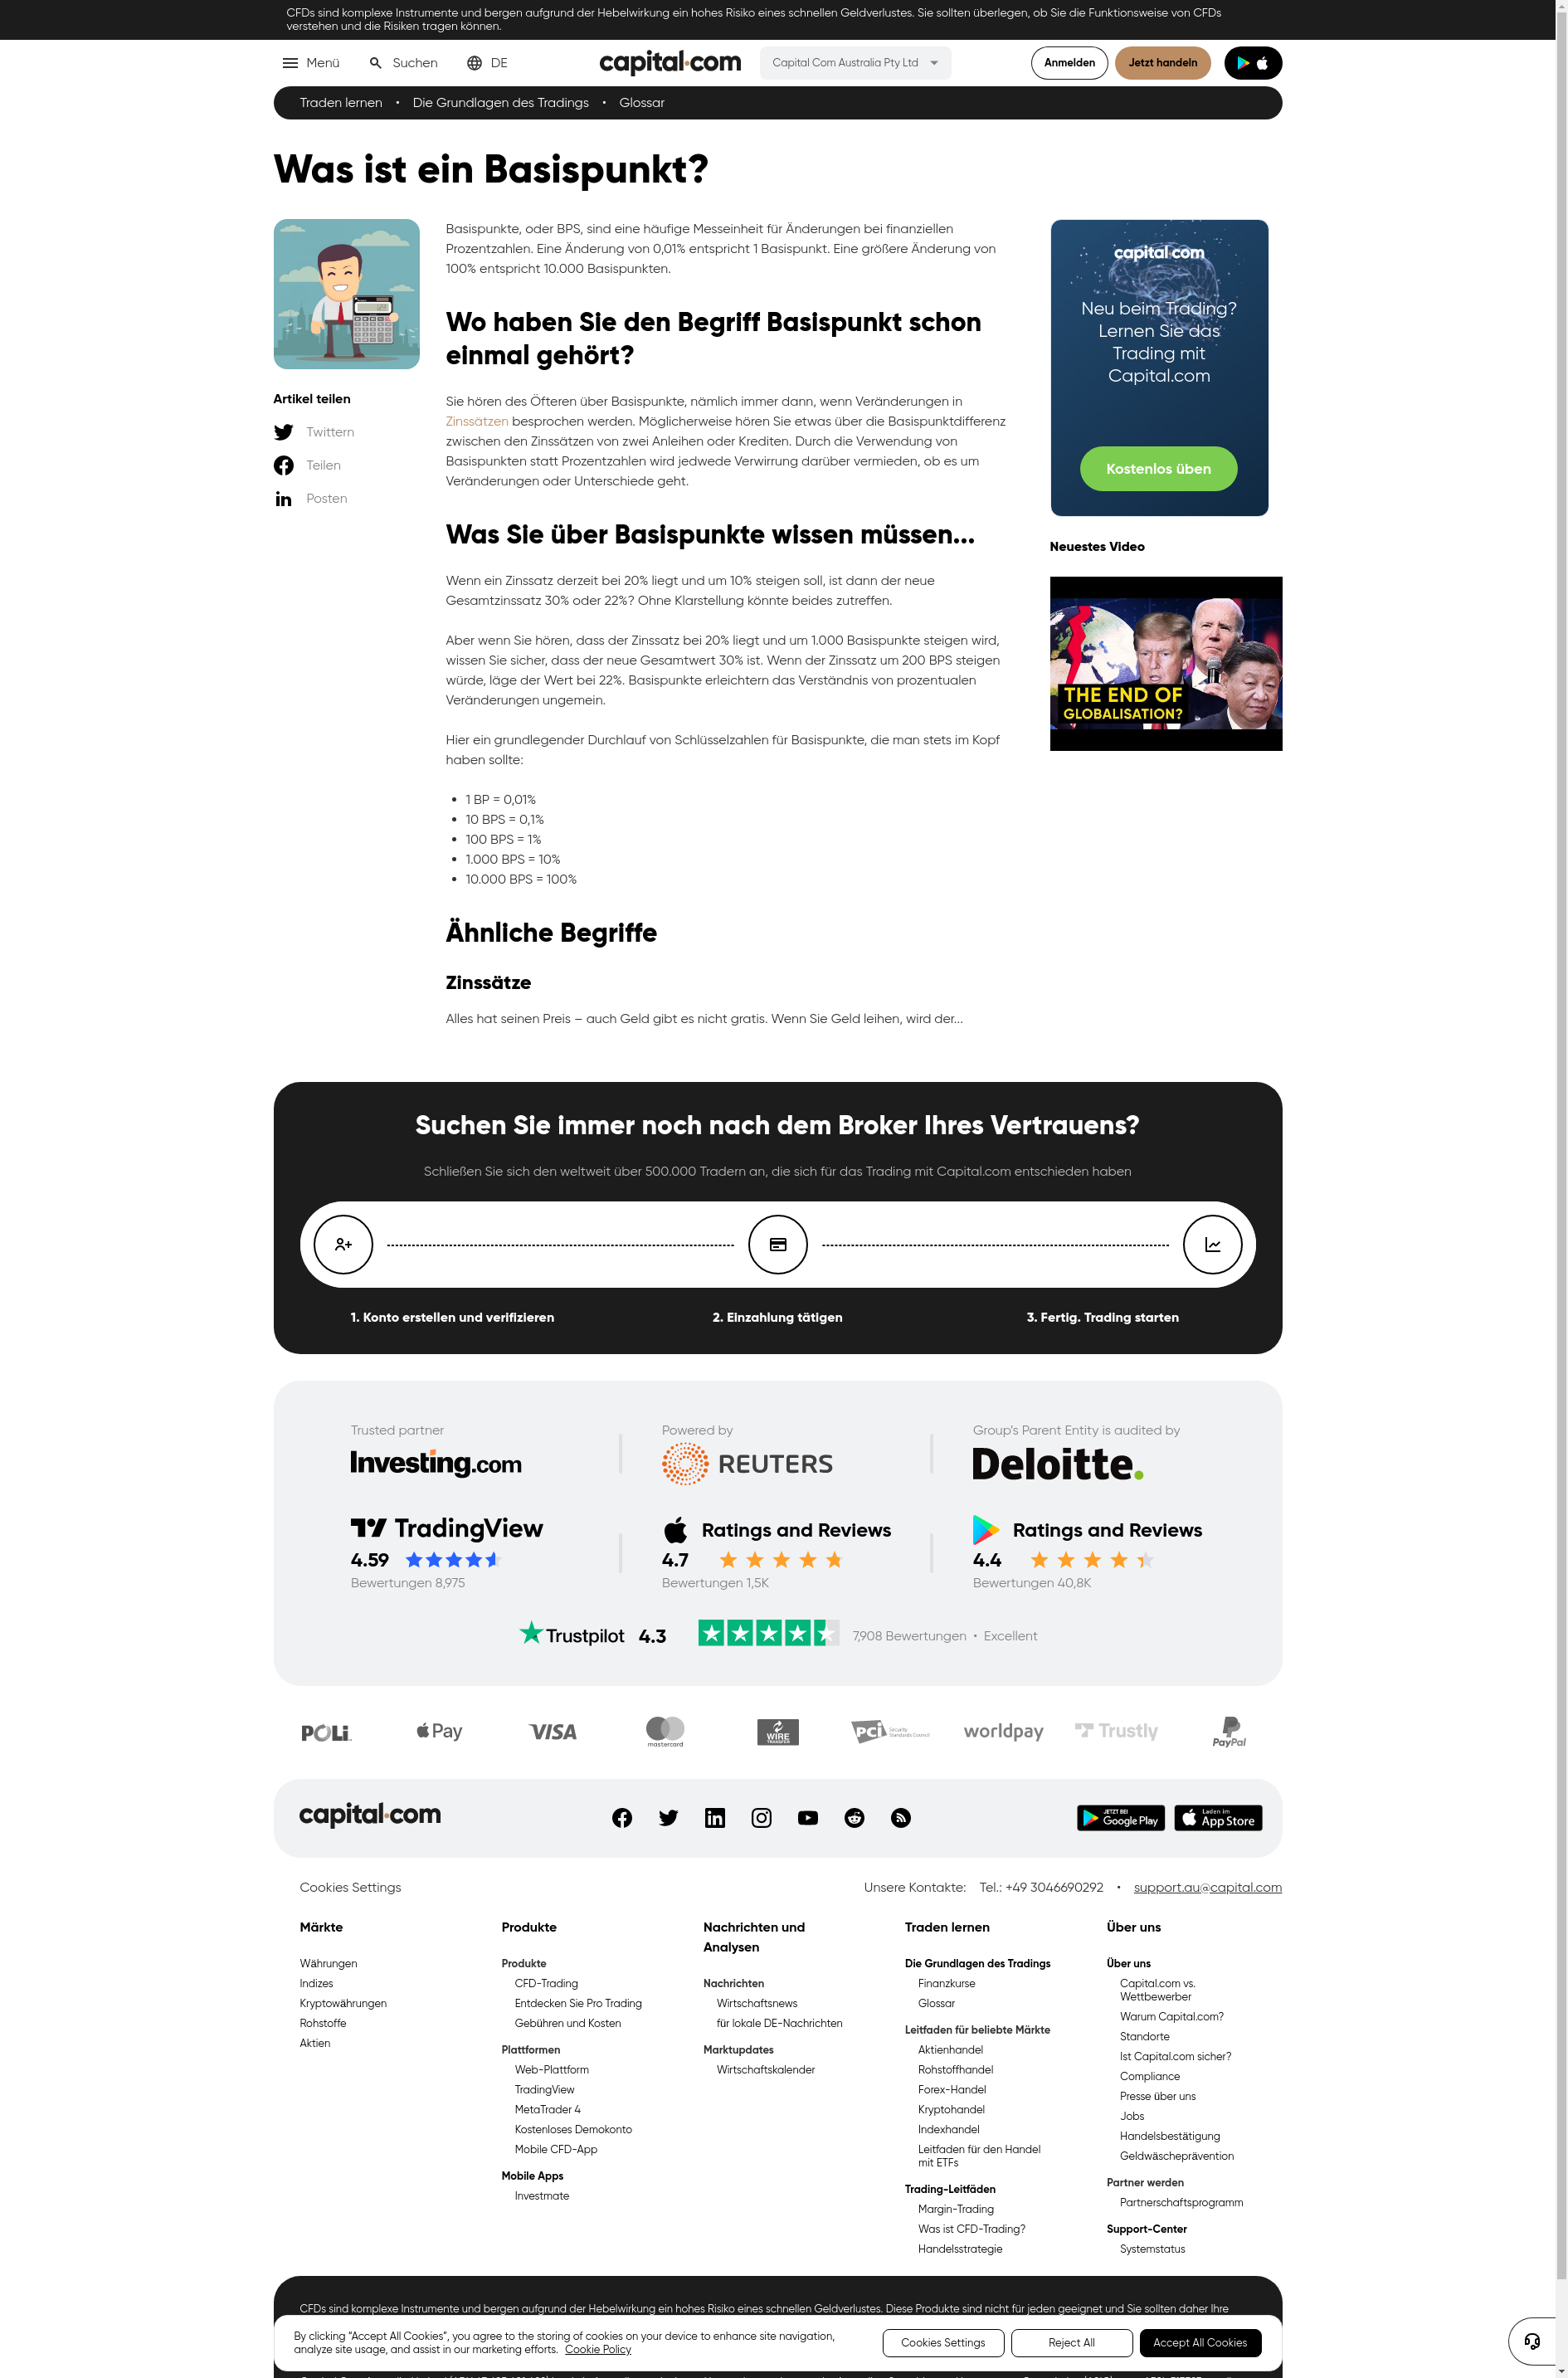 CFDs sind komplexe Instrumente und bergen aufgrund der Hebelwirkung ein hohes Risiko eines schnellen Geldverlustes. Sie sollten überlegen, ob Sie die Funktionsweise von CFDs
verstehen und die Risiken tragen können.
Menü
Suchen
DE
capital.com
Capital Com Australia Pty Ltd
Anmelden
Jetzt handeln
Traden lernen • Die Grundlagen des Tradings • Glossar
Was ist ein Basispunkt?
Artikel teilen
Twittern
Teilen
Posten
Basispunkte, oder BPS, sind eine häufige Messeinheit für Änderungen bei finanziellen
Prozentzahlen. Eine Änderung von 0,01% entspricht 1 Basispunkt. Eine größere Änderung von
100% entspricht 10.000 Basispunkten.
Wo haben Sie den Begriff Basispunkt schon
einmal gehört?
Sie hören des Öfteren über Basispunkte, nämlich immer dann, wenn Veränderungen in
Zinssätzen besprochen werden. Möglicherweise hören Sie etwas über die Basispunktdifferenz
zwischen den Zinssätzen von zwei Anleihen oder Krediten. Durch die Verwendung von
Basispunkten statt Prozentzahlen wird jedwede Verwirrung darüber vermieden, ob es um
Veränderungen oder Unterschiede geht.
Was Sie über Basispunkte wissen müssen...
Wenn ein Zinssatz derzeit bei 20% liegt und um 10% steigen soll, ist dann der neue
Gesamtzinssatz 30% oder 22%? Ohne Klarstellung könnte beides zutreffen.
Aber wenn Sie hören, dass der Zinssatz bei 20% liegt und um 1.000 Basispunkte steigen wird,
wissen Sie sicher, dass der neue Gesamtwert 30% ist. Wenn der Zinssatz um 200 BPS steigen
würde, läge der Wert bei 22%. Basispunkte erleichtern das Verständnis von prozentualen
Veränderungen ungemein.
Hier ein grundlegender Durchlauf von Schlüsselzahlen für Basispunkte, die man stets im Kopf
haben sollte:
• 1 BP = 0,01%
• 10 BPS = 0,1%
• 100 BPS = 1%
• 1.000 BPS = 10%
• 10.000 BPS = 100%
Ähnliche Begriffe
Zinssätze
Alles hat seinen Preis – auch Geld gibt es nicht gratis. Wenn Sie Geld leihen, wird der...
capital.com
Neu beim Trading?
Lernen Sie das
Trading mit
Capital.com
Kostenlos üben
Neuestes Video
THE END OF
GLOBALISATION?
Suchen Sie immer noch nach dem Broker Ihres Vertrauens?
Schließen Sie sich den weltweit über 500.000 Tradern an, die sich für das Trading mit Capital.com entschieden haben
1. Konto erstellen und verifizieren
2. Einzahlung tätigen
3. Fertig. Trading starten
Trusted partner
Investing.com
Powered by
REUTERS
Group's Parent Entity is audited by
Deloitte.
TradingView
4.59
Bewertungen 8,975
Ratings and Reviews
4.7
Bewertungen 1,5K
Ratings and Reviews
4.4
Bewertungen 40,8K
Trustpilot 4.3
7,908 Bewertungen • Excellent
POLi
Pay
VISA
mastercard
WIRE
TRANSFER
PCI Security
Standards Council
worldpay
Trustly
PayPal
capital.com
JETZT BEI
Google Play
Laden im
App Store
Cookies Settings
Unsere Kontakte: Tel.: +49 3046690292 • support.au@capital.com
Märkte
Währungen
Indizes
Kryptowährungen
Rohstoffe
Aktien
Produkte
Produkte
CFD-Trading
Entdecken Sie Pro Trading
Gebühren und Kosten
Plattformen
Web-Plattform
TradingView
MetaTrader 4
Kostenloses Demokonto
Mobile CFD-App
Mobile Apps
Investmate
Nachrichten und
Analysen
Nachrichten
Wirtschaftsnews
für lokale DE-Nachrichten
Marktupdates
Wirtschaftskalender
Traden lernen
Die Grundlagen des Tradings
Finanzkurse
Glossar
Leitfaden für beliebte Märkte
Aktienhandel
Rohstoffhandel
Forex-Handel
Kryptohandel
Indexhandel
Leitfaden für den Handel
mit ETFs
Trading-Leitfäden
Margin-Trading
Was ist CFD-Trading?
Handelsstrategie
Über uns
Über uns
Capital.com vs.
Wettbewerber
Warum Capital.com?
Standorte
Ist Capital.com sicher?
Compliance
Presse über uns
Jobs
Handelsbestätigung
Geldwäscheprävention
Partner werden
Partnerschaftsprogramm
Support-Center
Systemstatus
CFDs sind komplexe Instrumente und bergen aufgrund der Hebelwirkung ein hohes Risiko eines schnellen Geldverlustes. Diese Produkte sind nicht für jeden geeignet und Sie sollten daher Ihre
By clicking "Accept All Cookies", you agree to the storing of cookies on your device to enhance site navigation,
analyze site usage, and assist in our marketing efforts. Cookie Policy
Cookies Settings
Reject All
Accept All Cookies